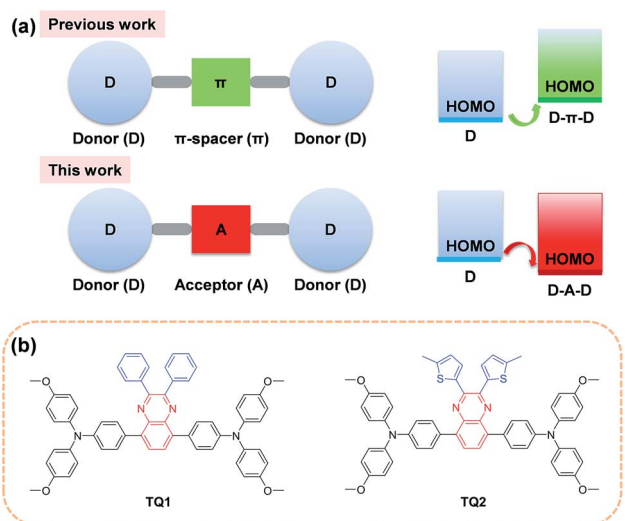 (a) Previous work
D π D HOMO HOMO
Donor (D) π-spacer (π) Donor (D) D D-π-D
This work
D A D HOMO HOMO
Donor (D) Acceptor (A) Donor (D) D D-A-D
(b)
S S
O O O O
N N N N
N N N N
O O O O
TQ1 TQ2